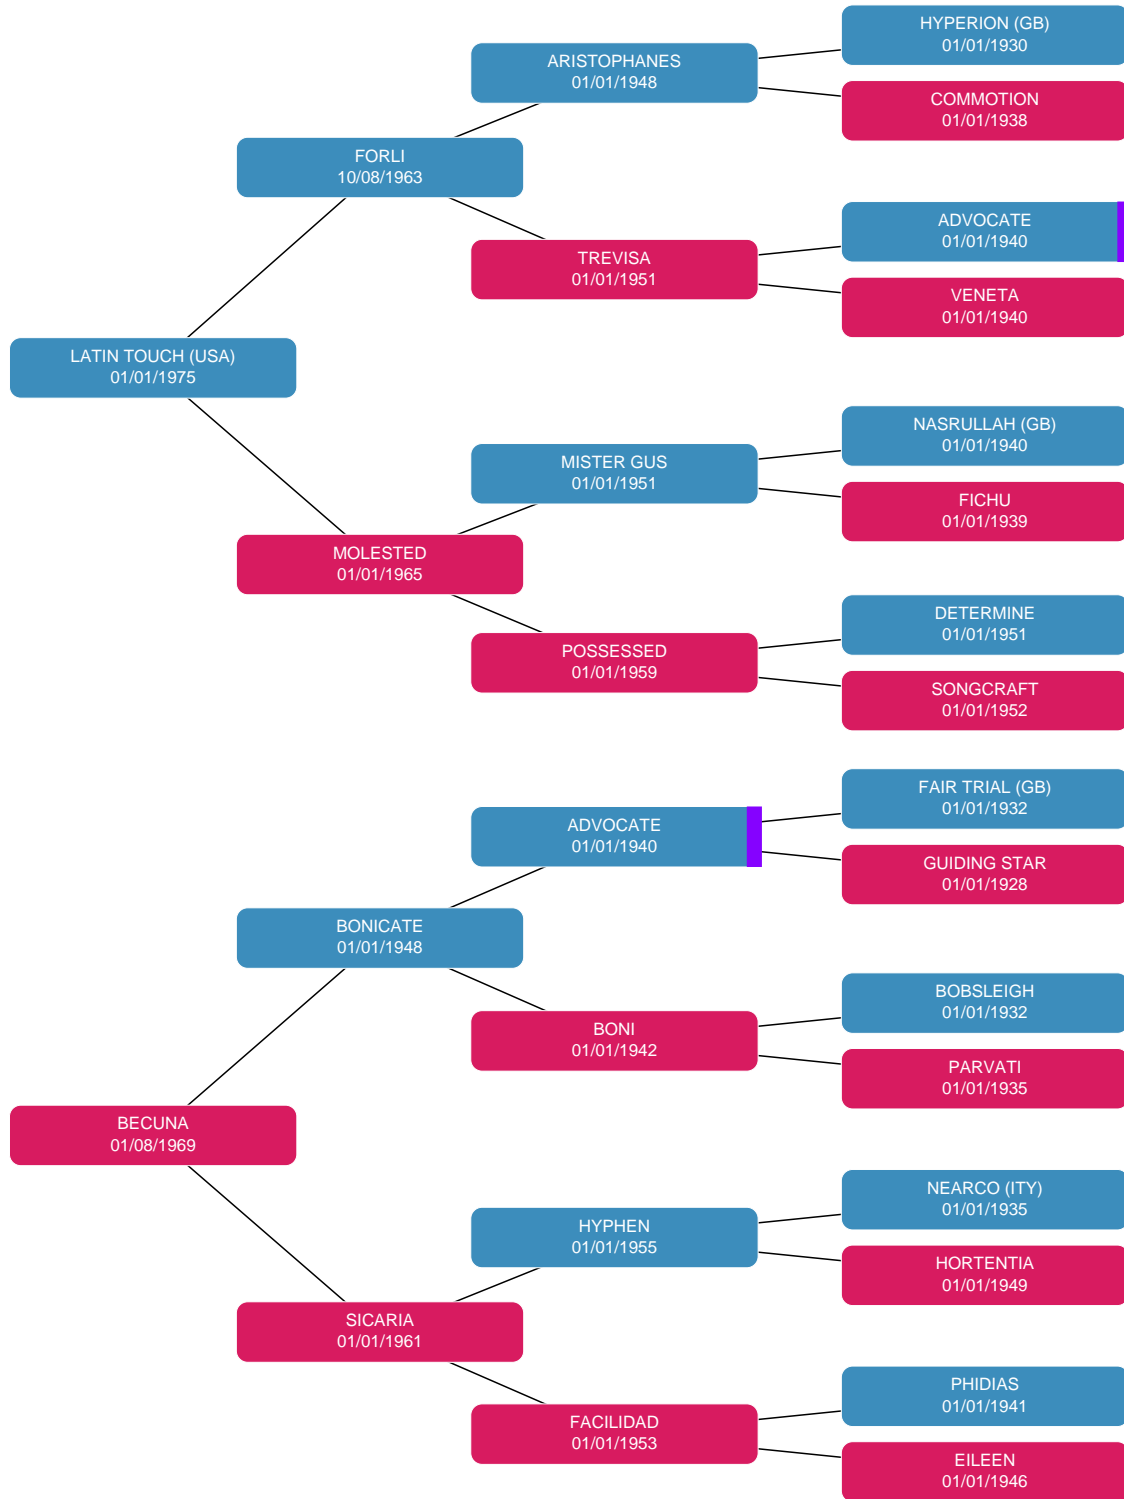 HYPERION (GB)
01/01/1930
ARISTOPHANES
01/01/1948
COMMOTION
01/01/1938
FORLI
10/08/1963
ADVOCATE
01/01/1940
TREVISA
01/01/1951
VENETA
01/01/1940
LATIN TOUCH (USA)
01/01/1975
NASRULLAH (GB)
01/01/1940
MISTER GUS
01/01/1951
FICHU
01/01/1939
MOLESTED
01/01/1965
DETERMINE
01/01/1951
POSSESSED
01/01/1959
SONGCRAFT
01/01/1952
FAIR TRIAL (GB)
01/01/1932
ADVOCATE
01/01/1940
GUIDING STAR
01/01/1928
BONICATE
01/01/1948
BOBSLEIGH
01/01/1932
BONI
01/01/1942
PARVATI
01/01/1935
BECUNA
01/08/1969
NEARCO (ITY)
01/01/1935
HYPHEN
01/01/1955
HORTENTIA
01/01/1949
SICARIA
01/01/1961
PHIDIAS
01/01/1941
FACILIDAD
01/01/1953
EILEEN
01/01/1946